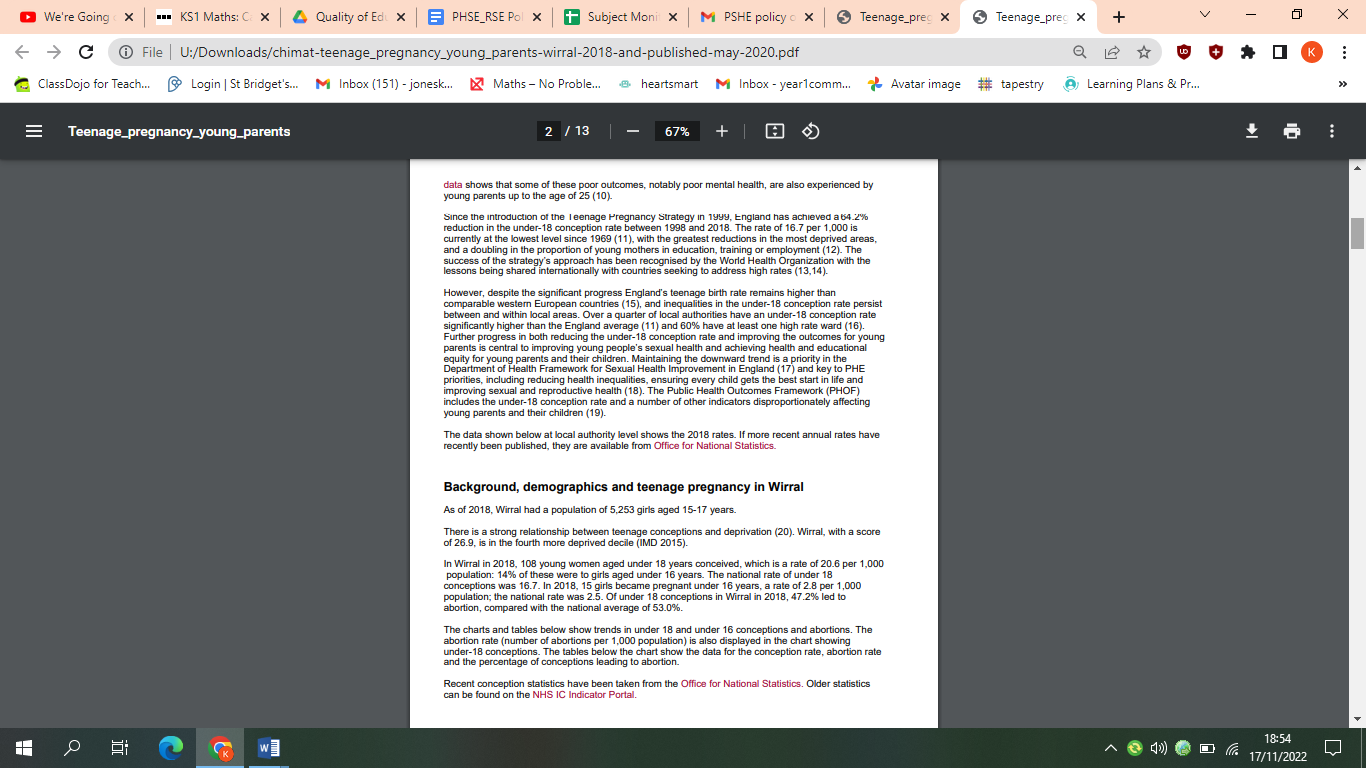 We're Going
KS1 Maths: C
Quality of Edu
PHSE_RSE Pol
Subject Moni
PSHE policy o
Teenage_preg
Teenage_preg
File | U:/Downloads/chimat-teenage_pregnancy_young_parents-wirral-2018-and-published-may-2020.pdf
K
ClassDojo for Teach...
Login | St Bridget's...
Inbox (151) - jonesk...
Maths – No Proble...
heartsmart
Inbox - year1comm...
Avatar image
tapestry
Learning Plans & Pr...
»
Teenage_pregnancy_young_parents
2 / 13
67%
data shows that some of these poor outcomes, notably poor mental health, are also experienced by
young parents up to the age of 25 (10).
Since the introduction of the Teenage Pregnancy Strategy in 1999, England has achieved a 64.2%
reduction in the under-18 conception rate between 1998 and 2018. The rate of 16.7 per 1,000 is
currently at the lowest level since 1969 (11), with the greatest reductions in the most deprived areas,
and a doubling in the proportion of young mothers in education, training or employment (12). The
success of the strategy's approach has been recognised by the World Health Organization with the
lessons being shared internationally with countries seeking to address high rates (13,14).
However, despite the significant progress England's teenage birth rate remains higher than
comparable western European countries (15), and inequalities in the under-18 conception rate persist
between and within local areas. Over a quarter of local authorities have an under-18 conception rate
significantly higher than the England average (11) and 60% have at least one high rate ward (16).
Further progress in both reducing the under-18 conception rate and improving the outcomes for young
parents is central to improving young people's sexual health and achieving health and educational
equity for young parents and their children. Maintaining the downward trend is a priority in the
Department of Health Framework for Sexual Health Improvement in England (17) and key to PHE
priorities, including reducing health inequalities, ensuring every child gets the best start in life and
improving sexual and reproductive health (18). The Public Health Outcomes Framework (PHOF)
includes the under-18 conception rate and a number of other indicators disproportionately affecting
young parents and their children (19).
The data shown below at local authority level shows the 2018 rates. If more recent annual rates have
recently been published, they are available from Office for National Statistics.
Background, demographics and teenage pregnancy in Wirral
As of 2018, Wirral had a population of 5,253 girls aged 15-17 years.
There is a strong relationship between teenage conceptions and deprivation (20). Wirral, with a score
of 26.9, is in the fourth more deprived decile (IMD 2015).
In Wirral in 2018, 108 young women aged under 18 years conceived, which is a rate of 20.6 per 1,000
population: 14% of these were to girls aged under 16 years. The national rate of under 18
conceptions was 16.7. In 2018, 15 girls became pregnant under 16 years, a rate of 2.8 per 1,000
population; the national rate was 2.5. Of under 18 conceptions in Wirral in 2018, 47.2% led to
abortion, compared with the national average of 53.0%.
The charts and tables below show trends in under 18 and under 16 conceptions and abortions. The
abortion rate (number of abortions per 1,000 population) is also displayed in the chart showing
under-18 conceptions. The tables below the chart show the data for the conception rate, abortion rate
and the percentage of conceptions leading to abortion.
Recent conception statistics have been taken from the Office for National Statistics. Older statistics
can be found on the NHS IC Indicator Portal.
18:54
17/11/2022